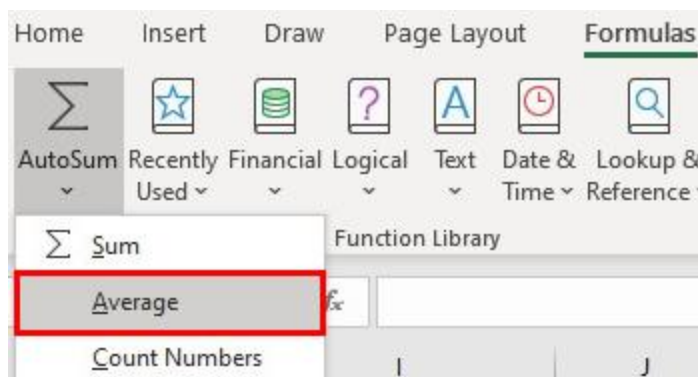 Home Insert Draw Page Layout Formulas
AutoSum Recently Used Financial Logical Text Date & Time Lookup & Reference
Function Library
∑ Sum
Average
fx
Count Numbers
I J